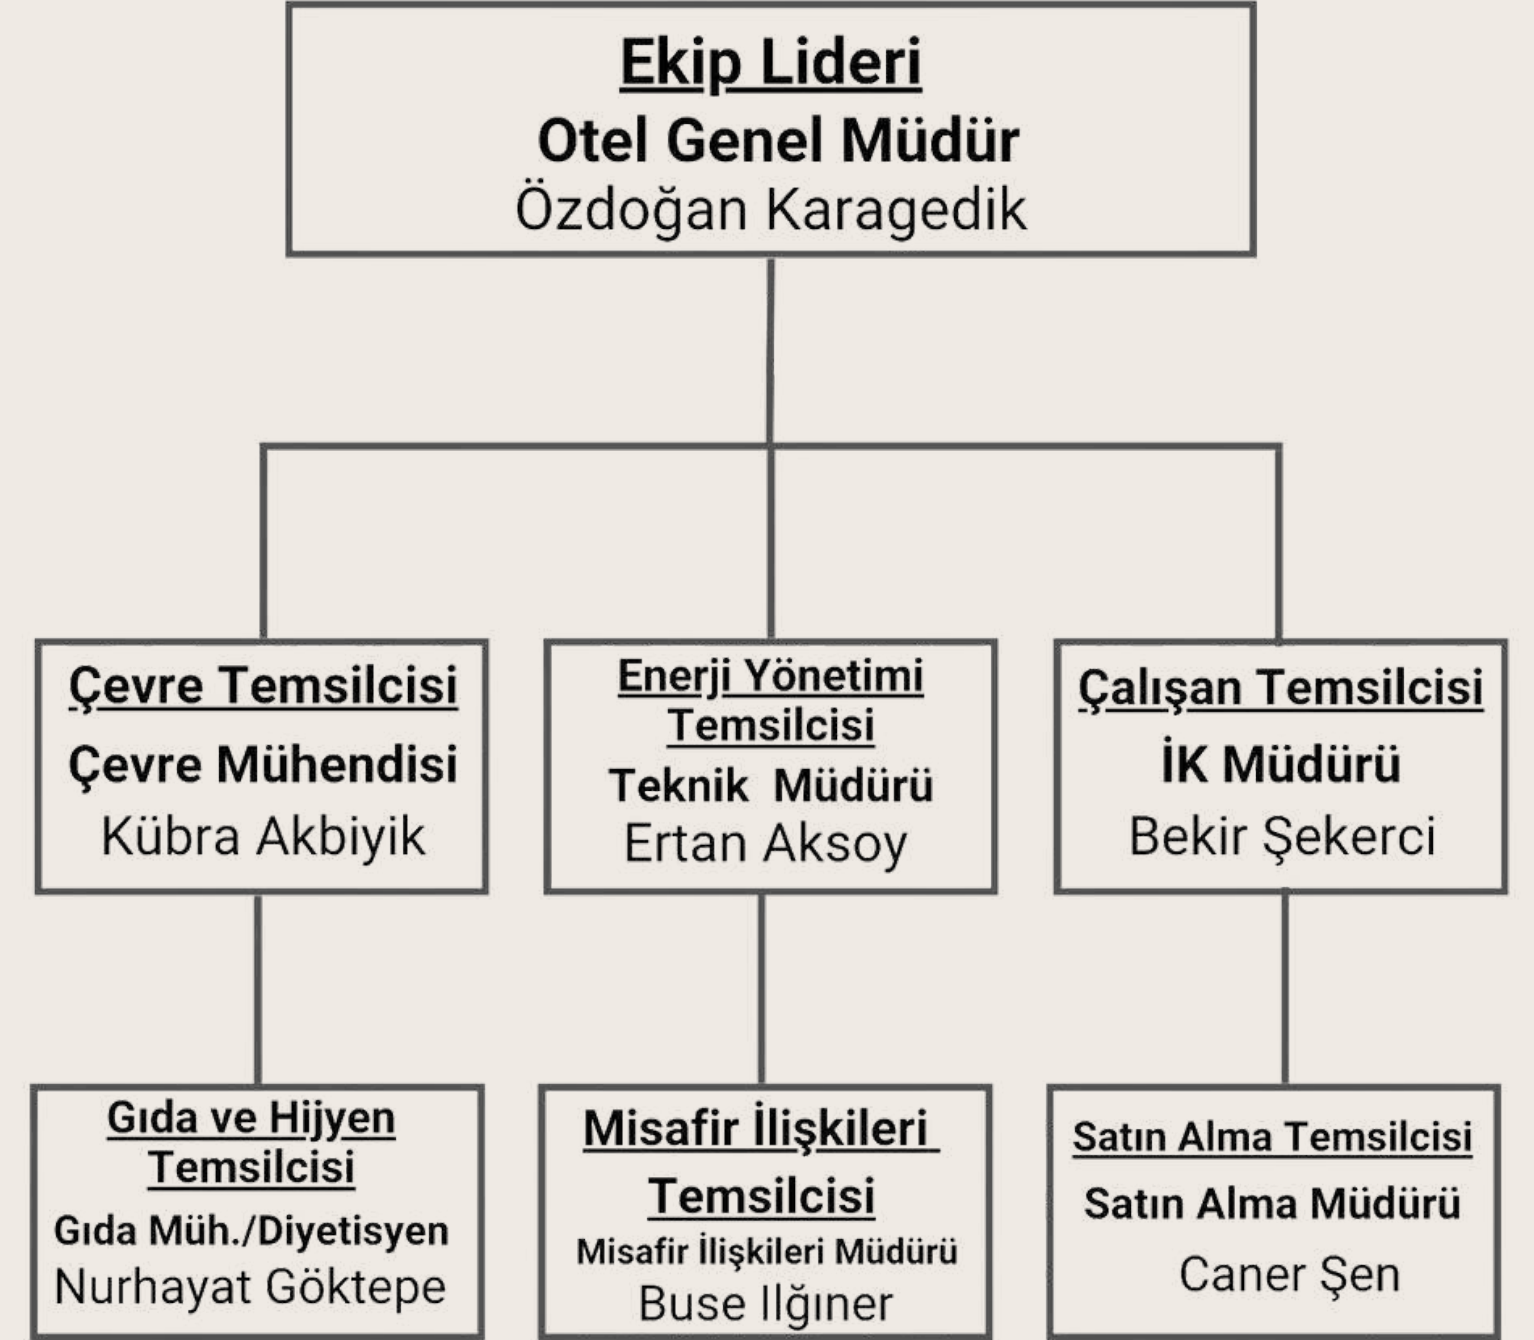 Ekip Lideri
Otel Genel Müdür
Özdoğan Karagedik
Çevre Temsilcisi
Çevre Mühendisi
Kübra Akbiyik
Enerji Yönetimi
Temsilcisi
Teknik Müdürü
Ertan Aksoy
Çalışan Temsilcisi
İK Müdürü
Bekir Şekerci
Gıda ve Hijyen
Temsilcisi
Gıda Müh./Diyetisyen
Nurhayat Göktepe
Misafir İlişkileri
Temsilcisi
Misafir İlişkileri Müdürü
Buse Ilğıner
Satın Alma Temsilcisi
Satın Alma Müdürü
Caner Şen